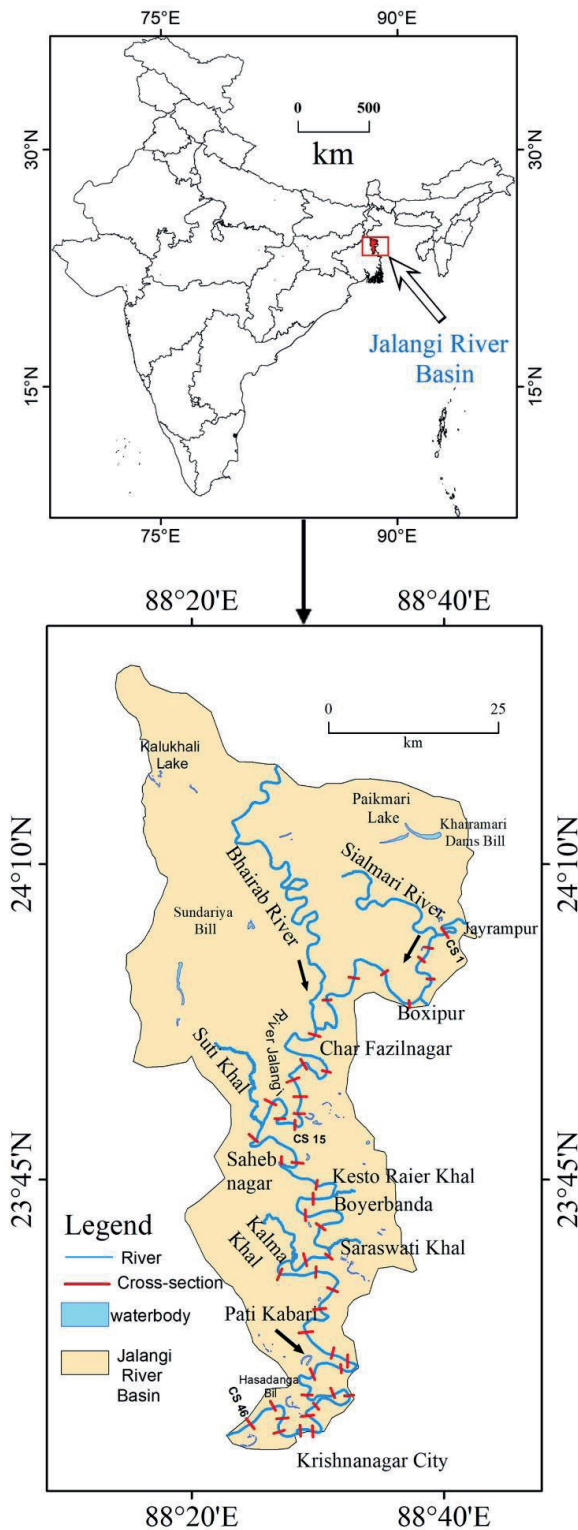 75°E
90°E
0
500
km
30°N
30°N
15°N
15°N
Jalangi River
Basin
75°E
90°E
88°20'E
88°40'E
0
25
km
Kalukhali
Lake
Paikmari
Lake
Khairamari
Dams Bill
24°10'N
24°10'N
Bhairab River
Sialmari River
Sundariya
Bill
Jayrampur
CS 1
Boxipur
River Jalangi
Char Fazilnagar
Suti Khal
CS 15
Saheb
nagar
23°45'N
23°45'N
Kesto Raier Khal
Boyerbanda
Kalma
Khal
Saraswati Khal
Legend
River
Cross-section
waterbody
Jalangi
River
Basin
Pati Kabari
Hasadanga
Bil
CS 46
Krishnanagar City
88°20'E
88°40'E